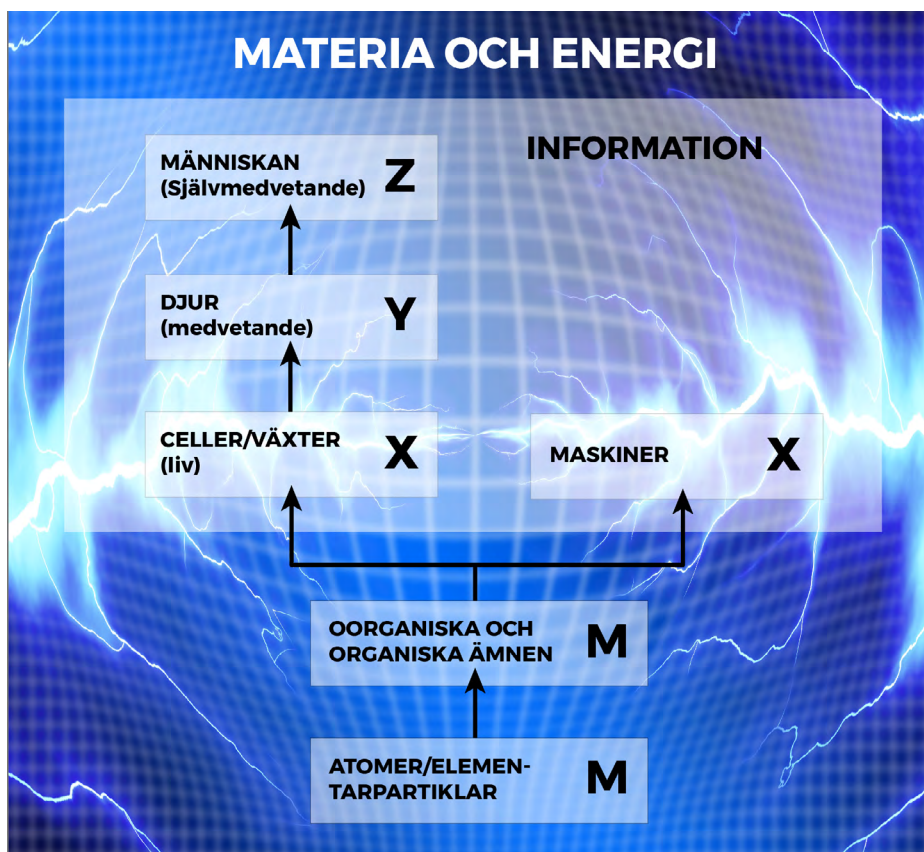 MATERIA OCH ENERGI
INFORMATION
MÄNNISKAN
(Självmedvetande)
Z
DJUR
(medvetande)
Y
CELLER/VÄXTER
(liv)
X
MASKINER
X
OORGANISKA OCH
ORGANISKA ÄMNEN
M
ATOMER/ELEMEN-
TARPARTIKLAR
M